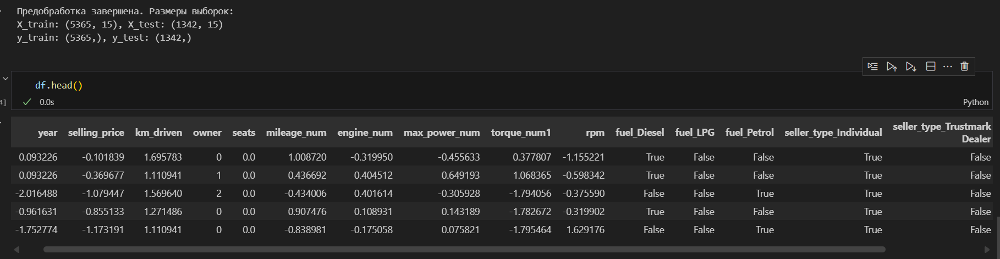 Предобработка завершена. Размеры выборок:
X_train: (5365, 15), X_test: (1342, 15)
y_train: (5365,), y_test: (1342,)
df.head()
4]
0.0s
Python
year selling_price km_driven owner seats mileage_num engine_num max_power_num torque_num1 rpm fuel_Diesel fuel_LPG fuel_Petrol seller_type_Individual seller_type_Trustmark
Dealer
0.093226 -0.101839 1.695783 0 0.0 1.008720 -0.319950 -0.455633 0.377807 -1.155221 True False False True False
0.093226 -0.369677 1.110941 1 0.0 0.436692 0.404512 0.649193 1.068365 -0.598342 True False False True False
-2.016488 -1.079447 1.569640 2 0.0 -0.434006 0.401614 -0.305928 -1.794056 -0.375590 False False True True False
-0.961631 -0.855133 1.271486 0 0.0 0.907476 0.108931 0.143189 -1.782672 -0.319902 True False False True False
-1.752774 -1.173191 1.110941 0 0.0 -0.838981 -0.175058 0.075821 -1.795464 1.629176 False False True True False